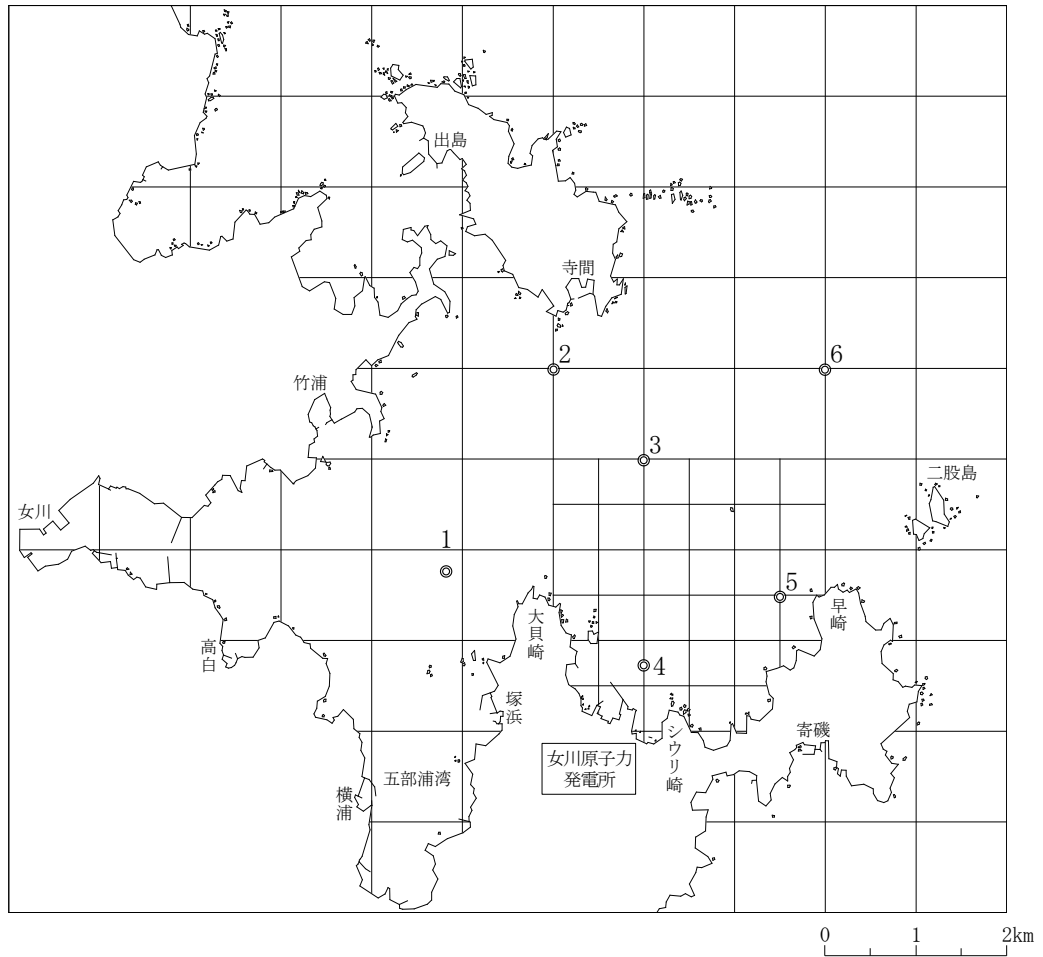 出島
寺間
2
6
竹浦
3
二股島
女川
1
5
大貝崎
早崎
高白
4
塚浜
シウリ崎
寄磯
女川原子力
発電所
五部浦湾
横浦
0 1 2km